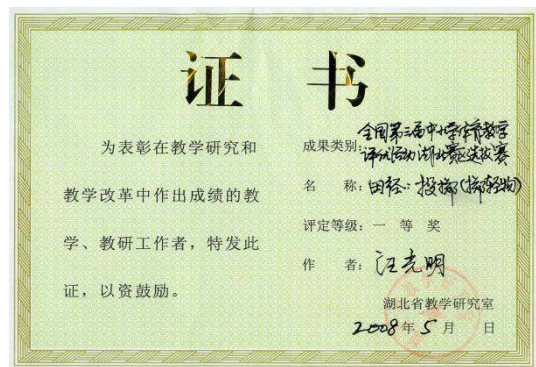 证 书
为表彰在教学研究和
教学改革中作出成绩的教
学、教研工作者，特发此
证，以资鼓励。
成果类别：全国第三届中小学体育教学
评优活动湖北赛区选拔赛
名 称：田径：投掷（掷轻物）
评定等级：一 等 奖
作 者：汪光明
湖北省教学研究室
2008年5月 日